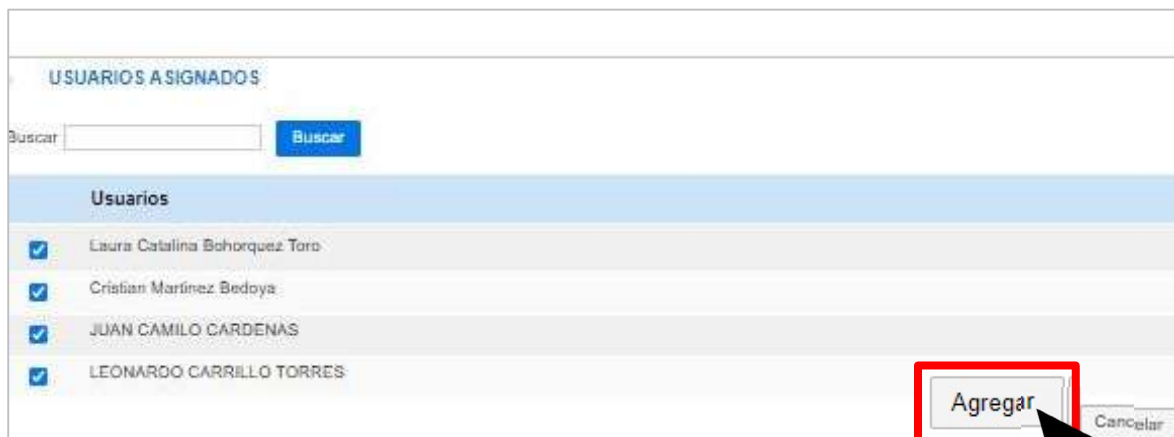 USUARIOS ASIGNADOS
Buscar Buscar
Usuarios
Laura Catalina Bohorquez Toro
Cristian Martinez Bedoya
JUAN CAMILO CARDENAS
LEONARDO CARRILLO TORRES
Agregar Cancelar